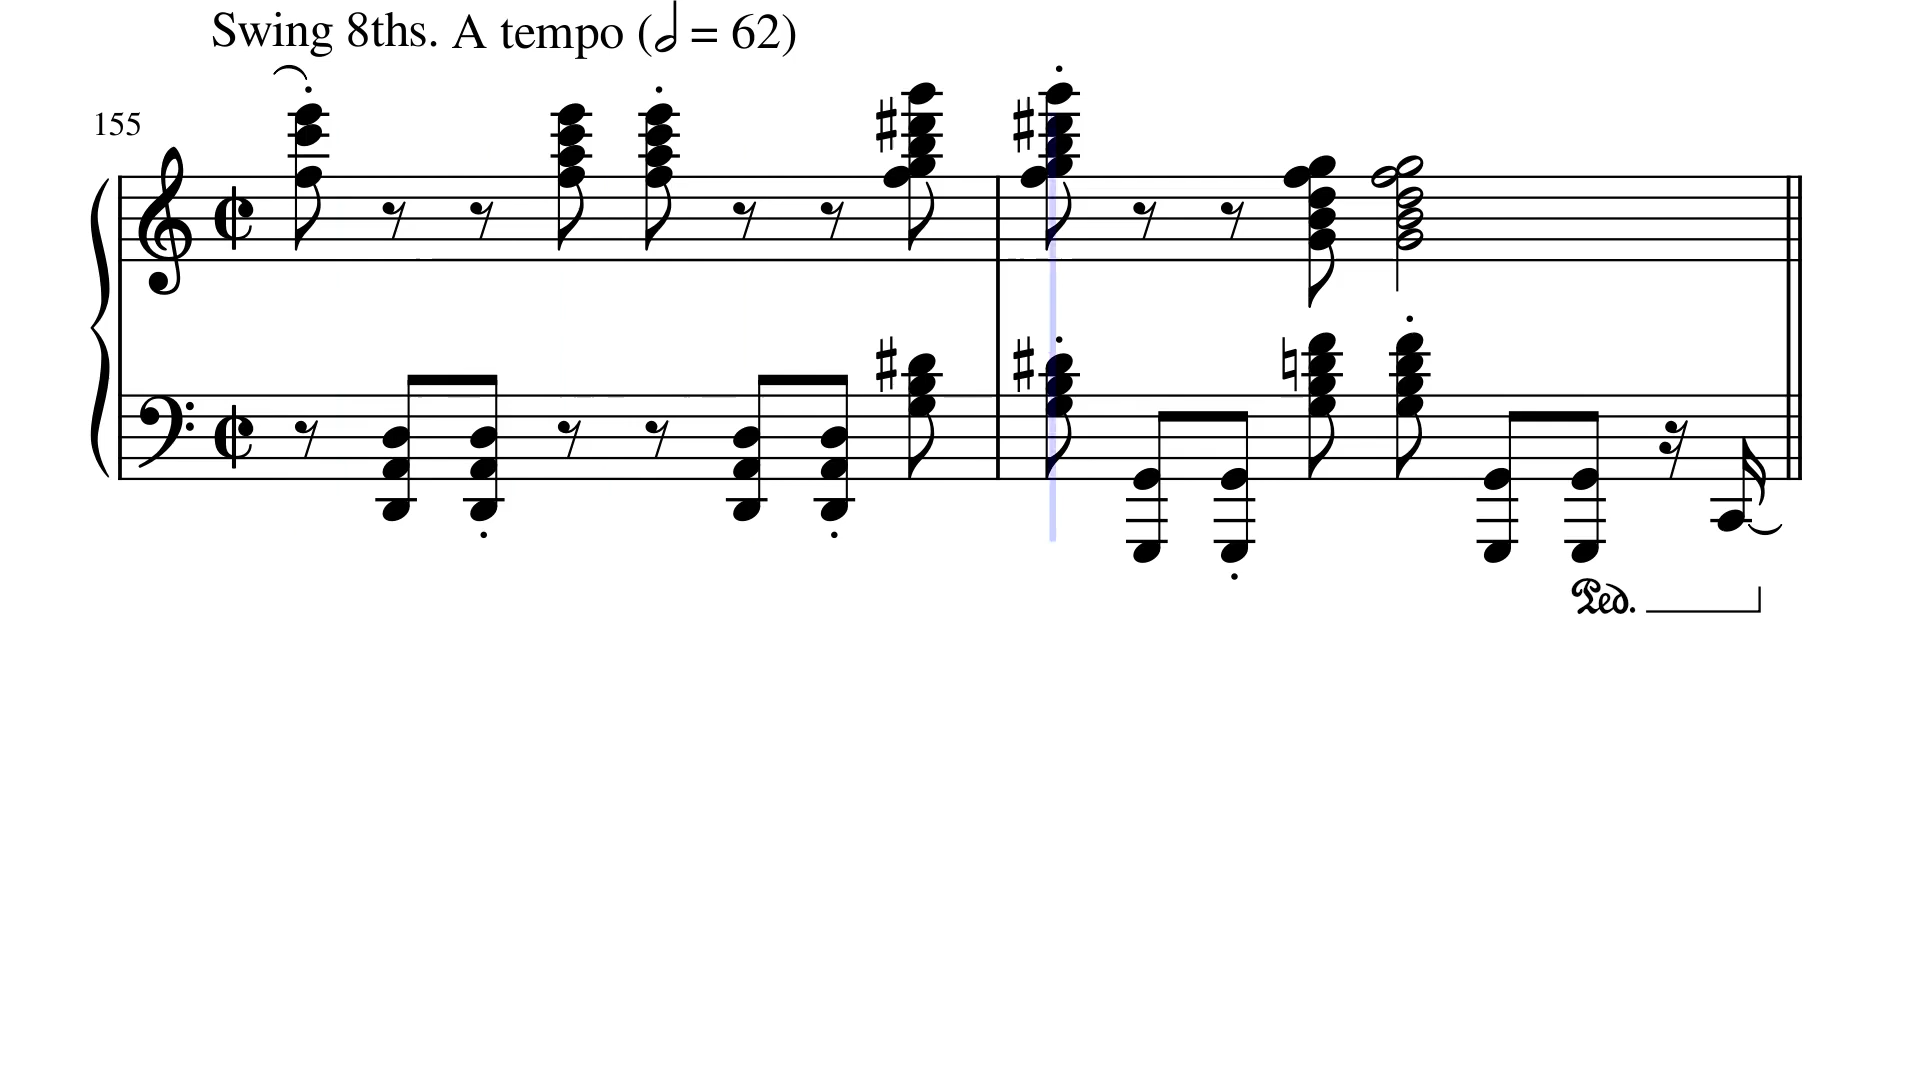 Swing 8ths. A tempo (𝅗𝅥 = 62)
155
Ped.